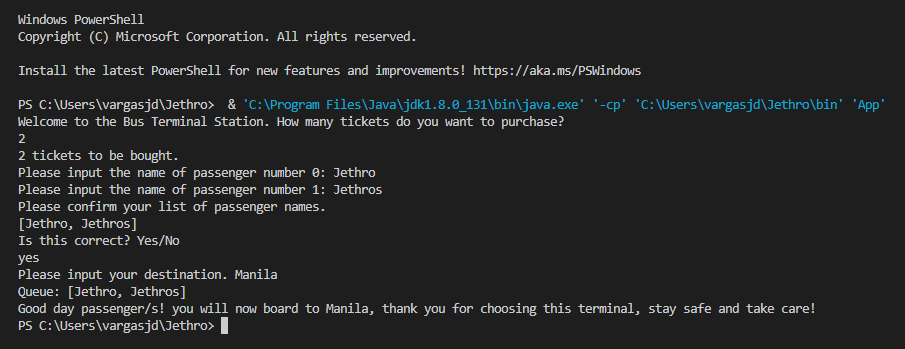 Windows PowerShell
Copyright (C) Microsoft Corporation. All rights reserved.
Install the latest PowerShell for new features and improvements! https://aka.ms/PSWindows
PS C:\Users\vargasjd\Jethro>  & 'C:\Program Files\Java\jdk1.8.0_131\bin\java.exe' '-cp' 'C:\Users\vargasjd\Jethro\bin' 'App'
Welcome to the Bus Terminal Station. How many tickets do you want to purchase?
2
2 tickets to be bought.
Please input the name of passenger number 0: Jethro
Please input the name of passenger number 1: Jethros
Please confirm your list of passenger names.
[Jethro, Jethros]
Is this correct? Yes/No
yes
Please input your destination. Manila
Queue: [Jethro, Jethros]
Good day passenger/s! you will now board to Manila, thank you for choosing this terminal, stay safe and take care!
PS C:\Users\vargasjd\Jethro>